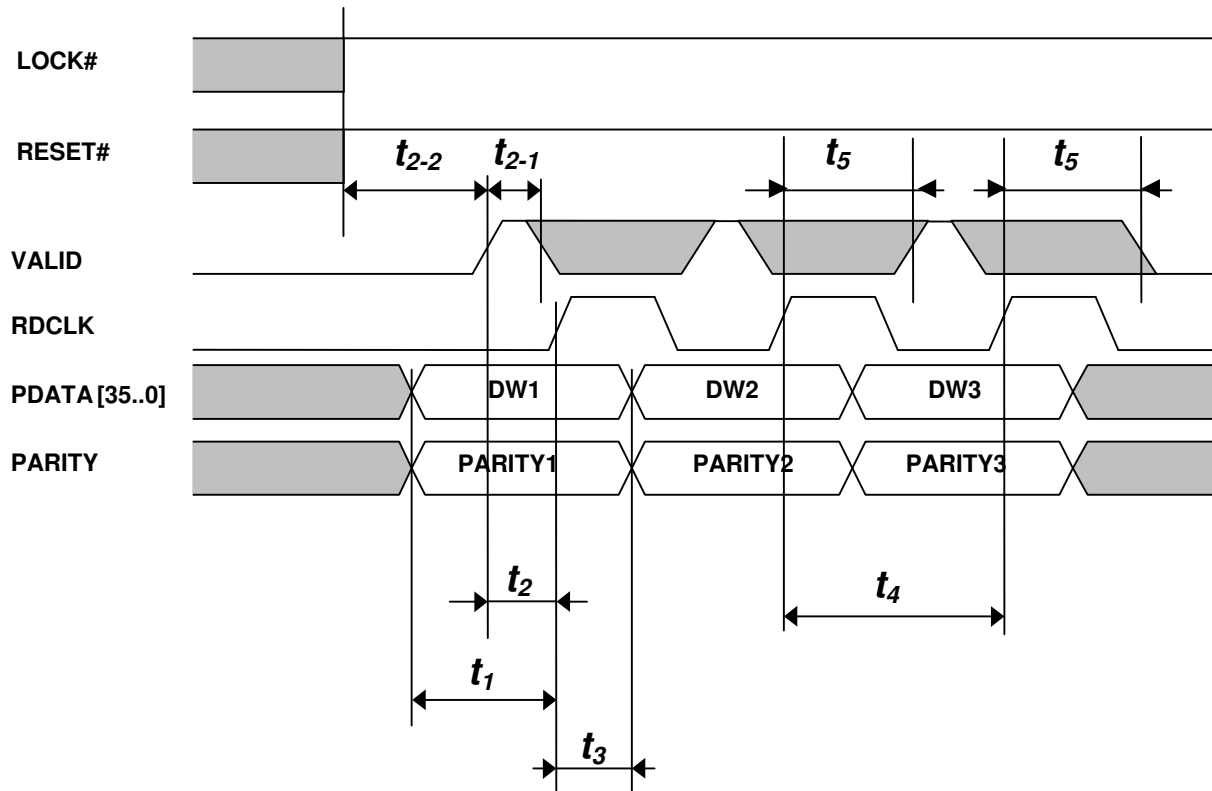 LOCK#
RESET#
t2-2 t2-1 t5 t5
VALID
RDCLK
PDATA [35..0] DW1 DW2 DW3
PARITY PARITY1 PARITY2 PARITY3
t2 t4
t1
t3